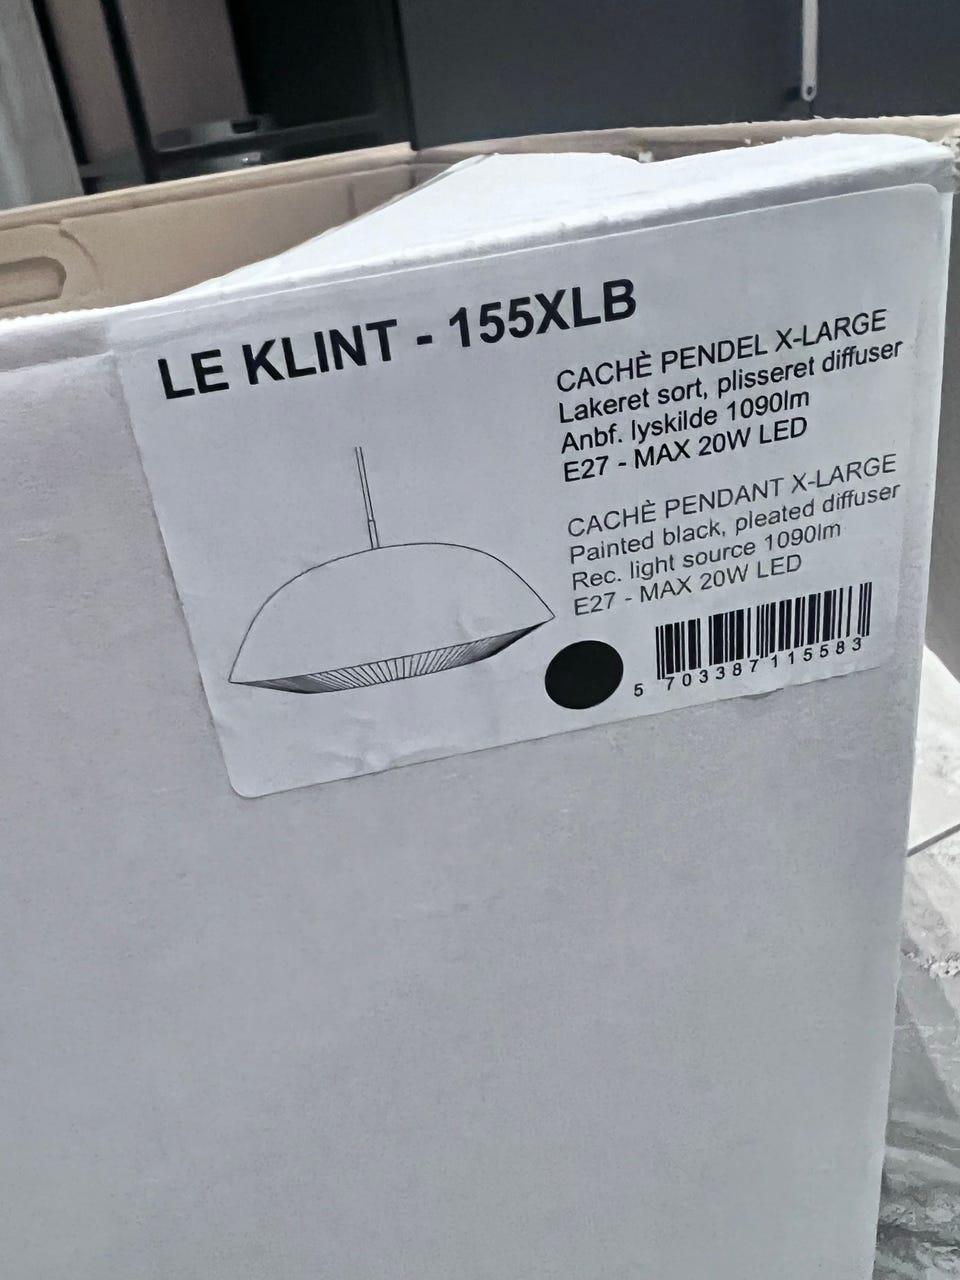 LE KLINT - 155XLB
CACHÈ PENDEL X-LARGE
Lakeret sort, plisseret diffuser
Anbf. lyskilde 1090lm
E27 - MAX 20W LED
CACHÈ PENDANT X-LARGE
Painted black, pleated diffuser
Rec. light source 1090lm
E27 - MAX 20W LED
5 703387 115583